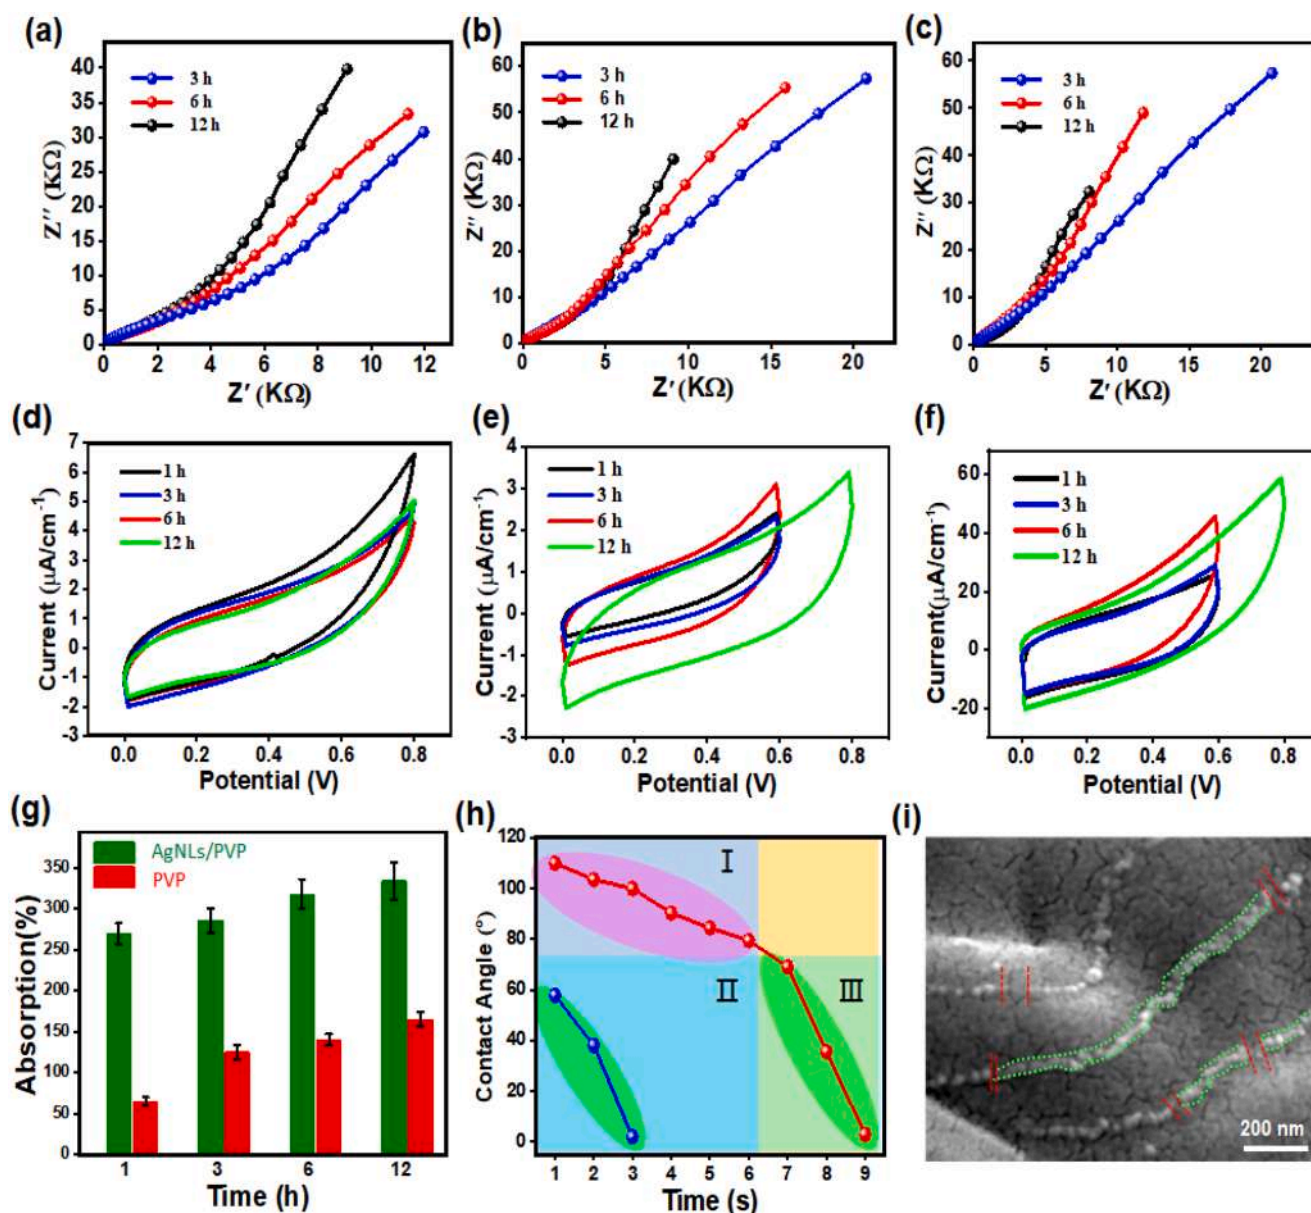 (a)
40
35
30
25
20
15
10
5
0
Z″ (KΩ)
3 h
6 h
12 h
0 2 4 6 8 10 12
Z′ (KΩ)
(b)
60
50
40
30
20
10
0
Z″ (KΩ)
3 h
6 h
12 h
0 5 10 15 20
Z′ (KΩ)
(c)
60
50
40
30
20
10
0
Z″ (KΩ)
3 h
6 h
12 h
0 5 10 15 20
Z′ (KΩ)
(d)
7
6
5
4
3
2
1
0
-1
-2
-3
Current (μA/cm⁻¹)
1 h
3 h
6 h
12 h
0.0 0.2 0.4 0.6 0.8
Potential (V)
(e)
4
3
2
1
0
-1
-2
-3
Current (μA/cm⁻¹)
1 h
3 h
6 h
12 h
0.0 0.2 0.4 0.6 0.8
Potential (V)
(f)
60
40
20
0
-20
Current(μA/cm⁻¹)
1 h
3 h
6 h
12 h
0.0 0.2 0.4 0.6 0.8
Potential (V)
(g)
350
300
250
200
150
100
50
0
Absorption(%)
AgNLs/PVP
PVP
1 3 6 12
Time (h)
(h)
120
100
80
60
40
20
0
Contact Angle (°)
I
II
III
1 2 3 4 5 6 7 8 9
Time (s)
(i)
200 nm